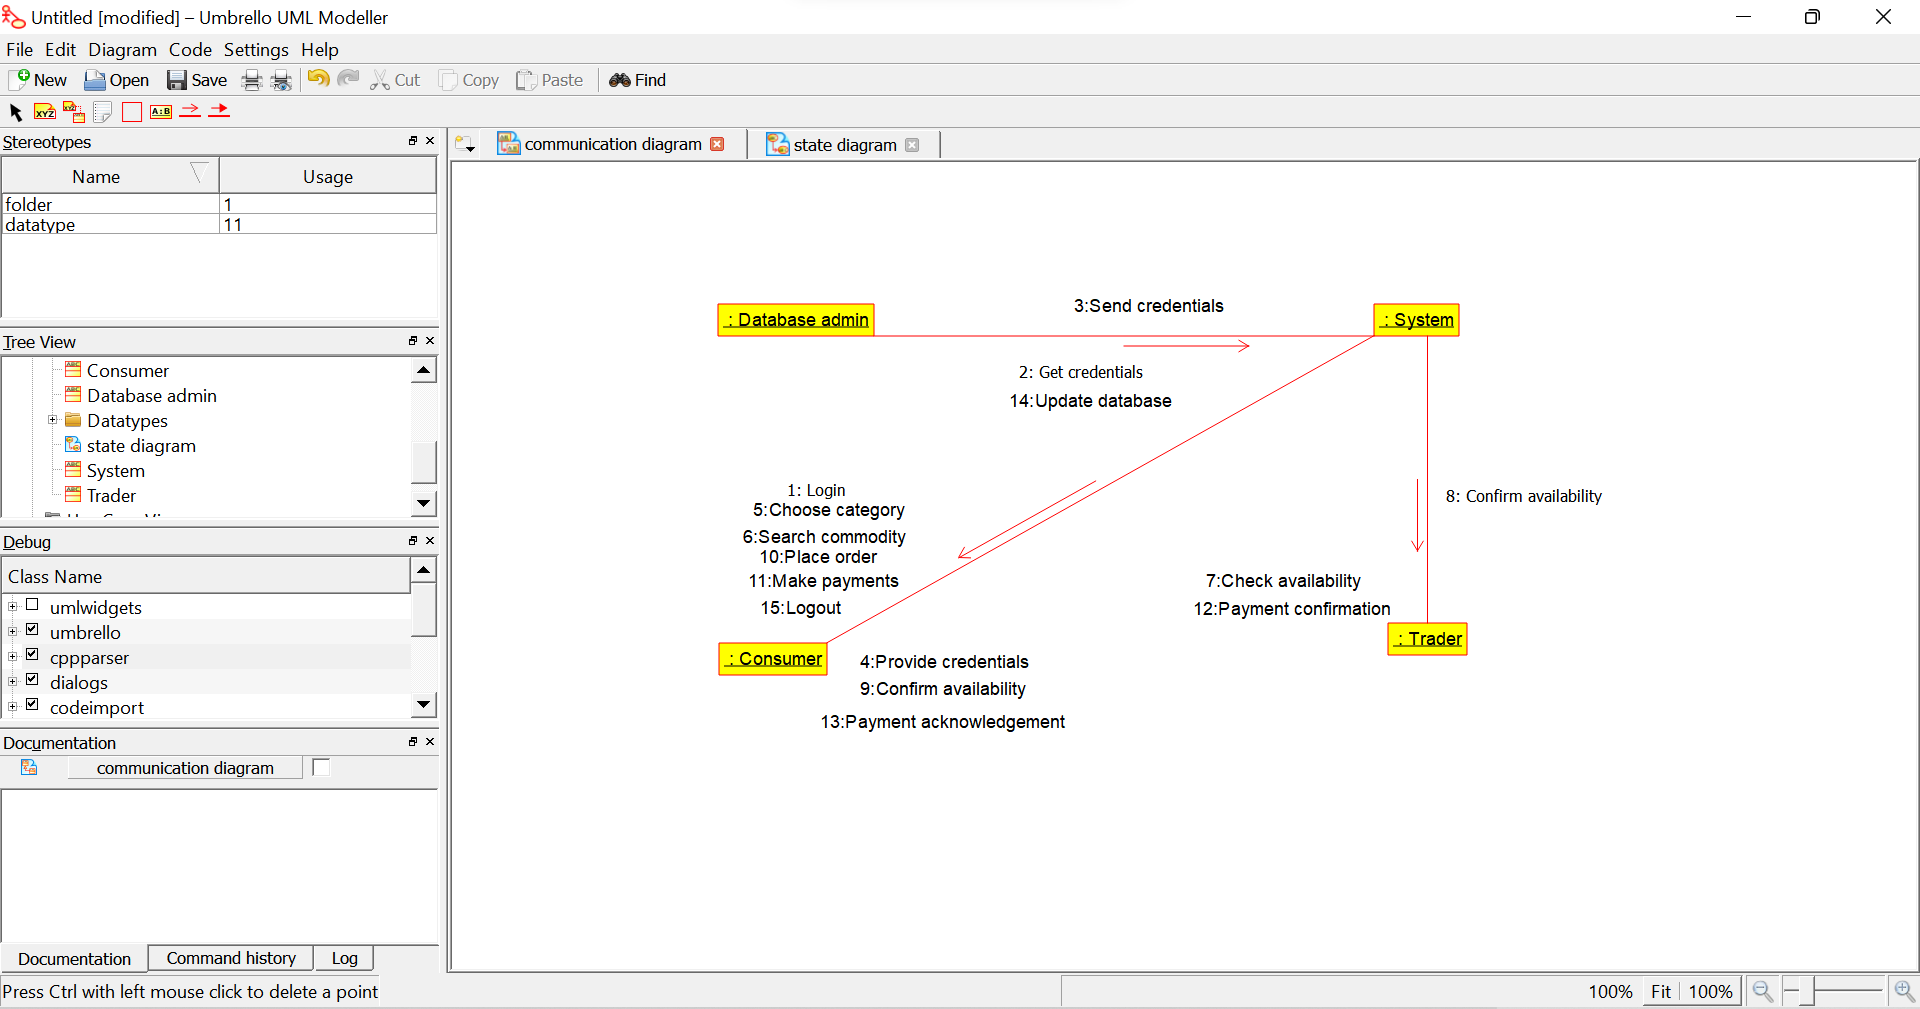 Untitled [modified] – Umbrello UML Modeller
File Edit Diagram Code Settings Help
New Open Save Cut Copy Paste Find
XYZ XYZ A:B
Stereotypes
Name Usage
folder 1
datatype 11
Tree View
Consumer
Database admin
Datatypes
state diagram
System
Trader
Debug
Class Name
umlwidgets
umbrello
cppparser
dialogs
codeimport
Documentation
communication diagram
Documentation Command history Log
Press Ctrl with left mouse click to delete a point
communication diagram state diagram
: Database admin
3:Send credentials
: System
2: Get credentials
14:Update database
1: Login
5:Choose category
6:Search commodity
10:Place order
11:Make payments
15:Logout
8: Confirm availability
7:Check availability
12:Payment confirmation
: Trader
: Consumer
4:Provide credentials
9:Confirm availability
13:Payment acknowledgement
100% Fit 100%